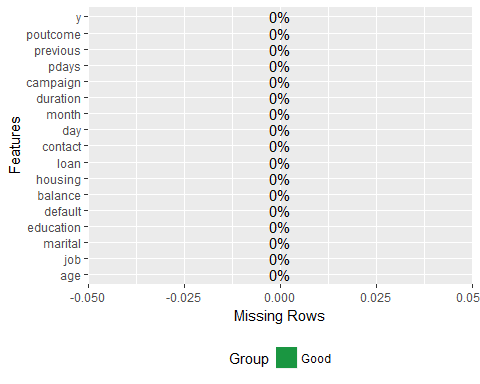 y 0%
poutcome 0%
previous 0%
pdays 0%
campaign 0%
duration 0%
month 0%
day 0%
contact 0%
loan 0%
housing 0%
balance 0%
default 0%
education 0%
marital 0%
job 0%
age 0%
Features
-0.050 -0.025 0.000 0.025 0.05
Missing Rows
Group Good